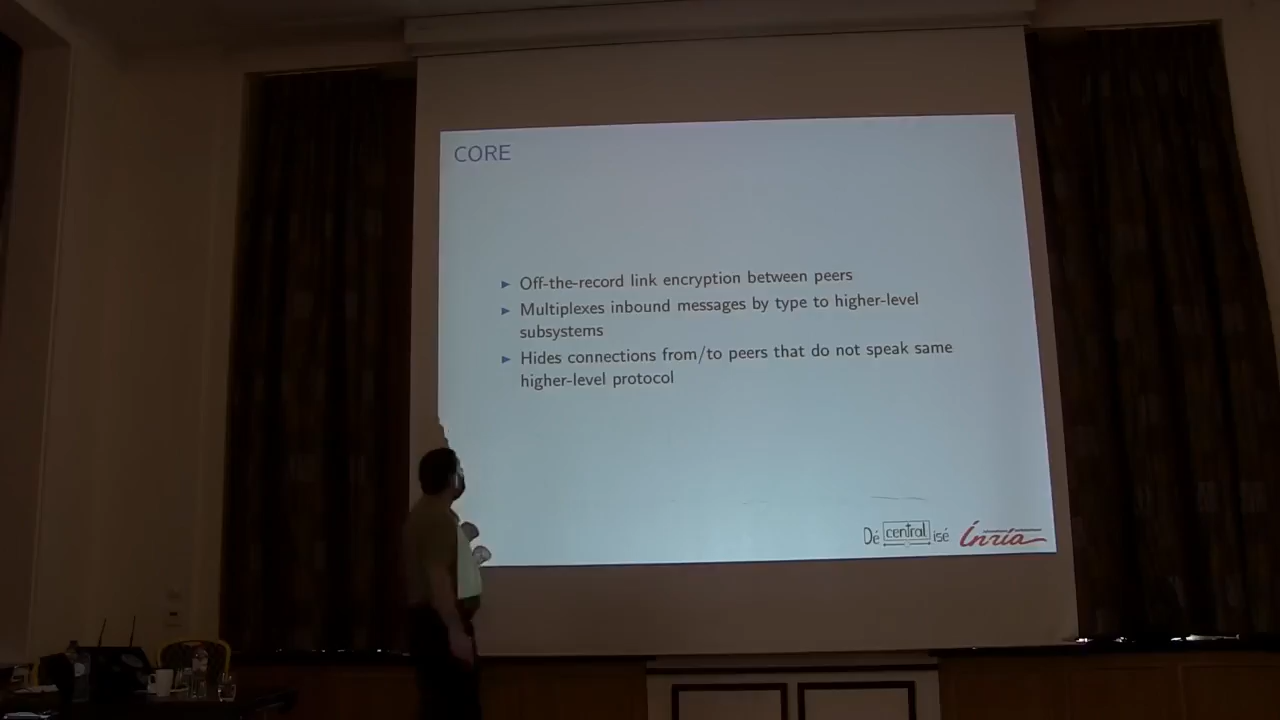 CORE
Off-the-record link encryption between peers
Multiplexes inbound messages by type to higher-level
subsystems
Hides connections from/to peers that do not speak same
higher-level protocol
Dé central isé Inria